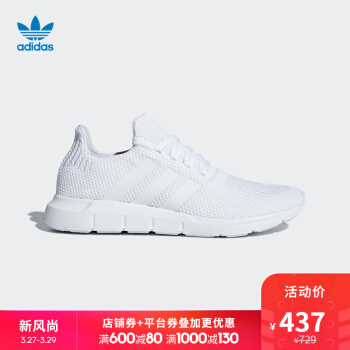 adidas
活动价
新风尚
3.27-3.29
店铺券+平台券叠加更优惠
满600减80 满1000减130
¥437
¥729